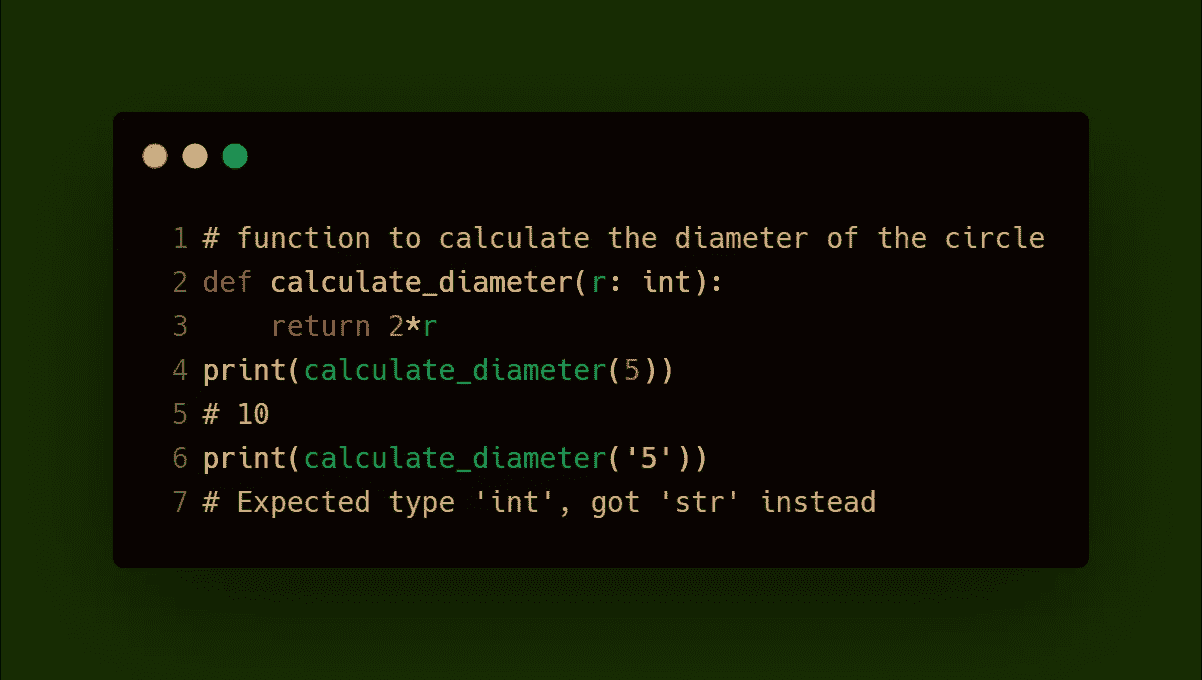 1 # function to calculate the diameter of the circle
2 def calculate_diameter(r: int):
3     return 2*r
4 print(calculate_diameter(5))
5 # 10
6 print(calculate_diameter('5'))
7 # Expected type 'int', got 'str' instead